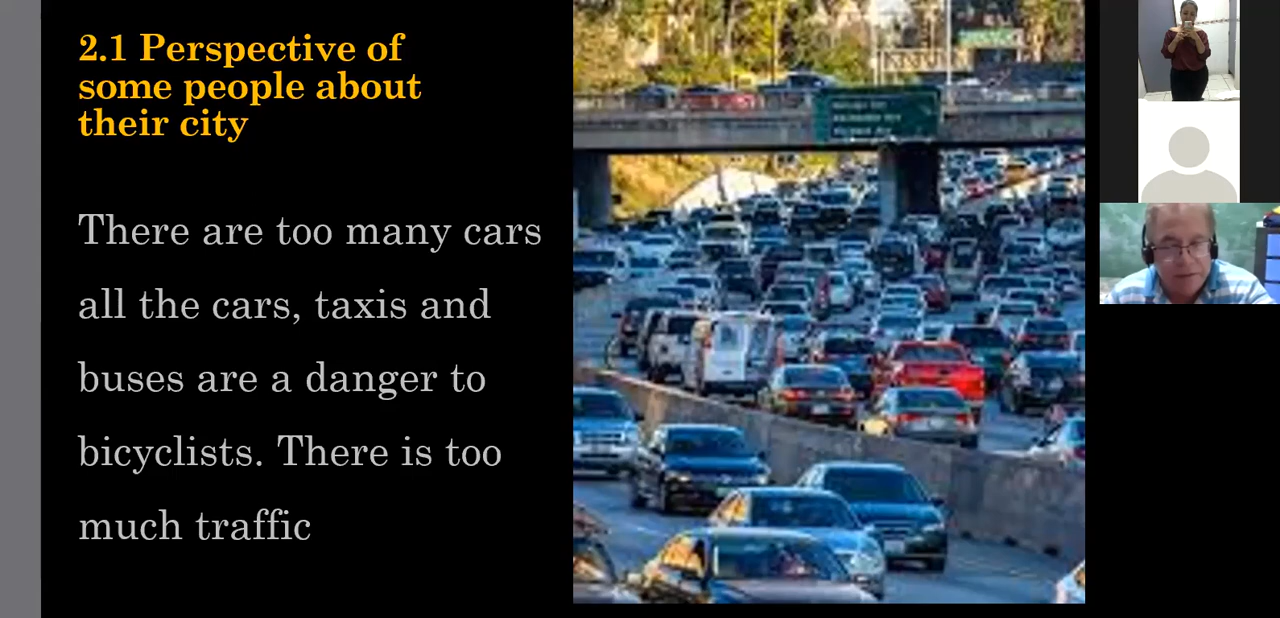 2.1 Perspective of
some people about
their city
There are too many cars
all the cars, taxis and
buses are a danger to
bicyclists. There is too
much traffic